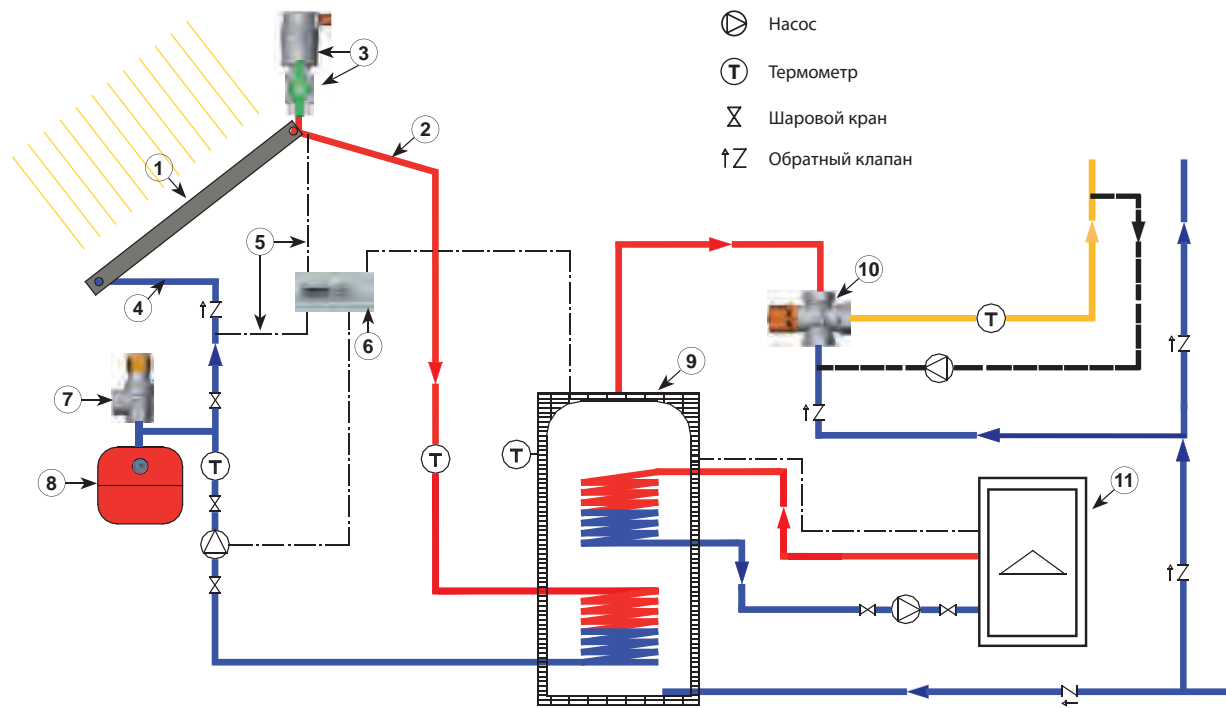 Насос
T Термометр
Шаровой кран
Обратный клапан
3
2
1
5
10
4
T
6
9
7
T
T
T
8
11